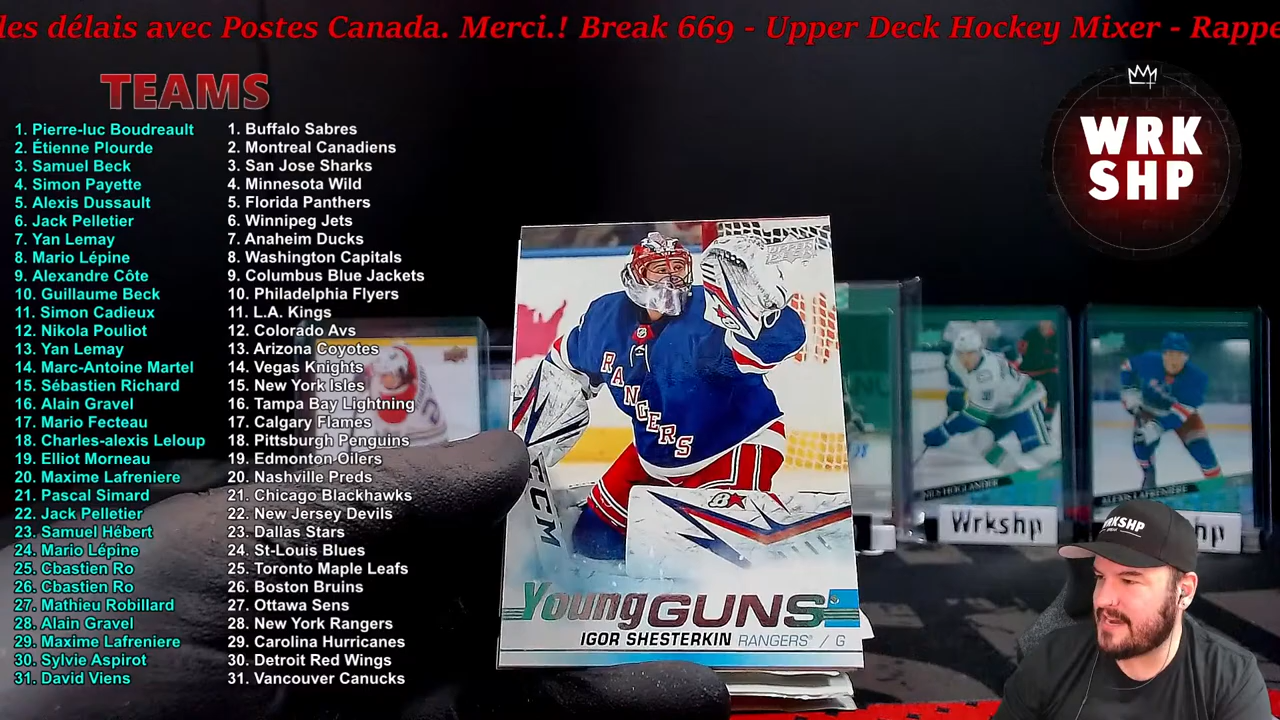 les délais avec Postes Canada. Merci.! Break 669 - Upper Deck Hockey Mixer - Rappe
TEAMS
1. Pierre-luc Boudreault
2. Étienne Plourde
3. Samuel Beck
4. Simon Payette
5. Alexis Dussault
6. Jack Pelletier
7. Yan Lemay
8. Mario Lépine
9. Alexandre Côte
10. Guillaume Beck
11. Simon Cadieux
12. Nikola Pouliot
13. Yan Lemay
14. Marc-Antoine Martel
15. Sébastien Richard
16. Alain Gravel
17. Mario Fecteau
18. Charles-alexis Leloup
19. Elliot Morneau
20. Maxime Lafreniere
21. Pascal Simard
22. Jack Pelletier
23. Samuel Hébert
24. Mario Lépine
25. Cbastien Ro
26. Cbastien Ro
27. Mathieu Robillard
28. Alain Gravel
29. Maxime Lafreniere
30. Sylvie Aspirot
31. David Viens
1. Buffalo Sabres
2. Montreal Canadiens
3. San Jose Sharks
4. Minnesota Wild
5. Florida Panthers
6. Winnipeg Jets
7. Anaheim Ducks
8. Washington Capitals
9. Columbus Blue Jackets
10. Philadelphia Flyers
11. L.A. Kings
12. Colorado Avs
13. Arizona Coyotes
14. Vegas Knights
15. New York Isles
16. Tampa Bay Lightning
17. Calgary Flames
18. Pittsburgh Penguins
19. Edmonton Oilers
20. Nashville Preds
21. Chicago Blackhawks
22. New Jersey Devils
23. Dallas Stars
24. St-Louis Blues
25. Toronto Maple Leafs
26. Boston Bruins
27. Ottawa Sens
28. New York Rangers
29. Carolina Hurricanes
30. Detroit Red Wings
31. Vancouver Canucks
WRK
SHP
UPPER DECK
RANGERS
CCM
Young GUNS
IGOR SHESTERKIN RANGERS / G
ALEXIS LAFRENIÈRE
Wrkshp
WRKSHP
hp